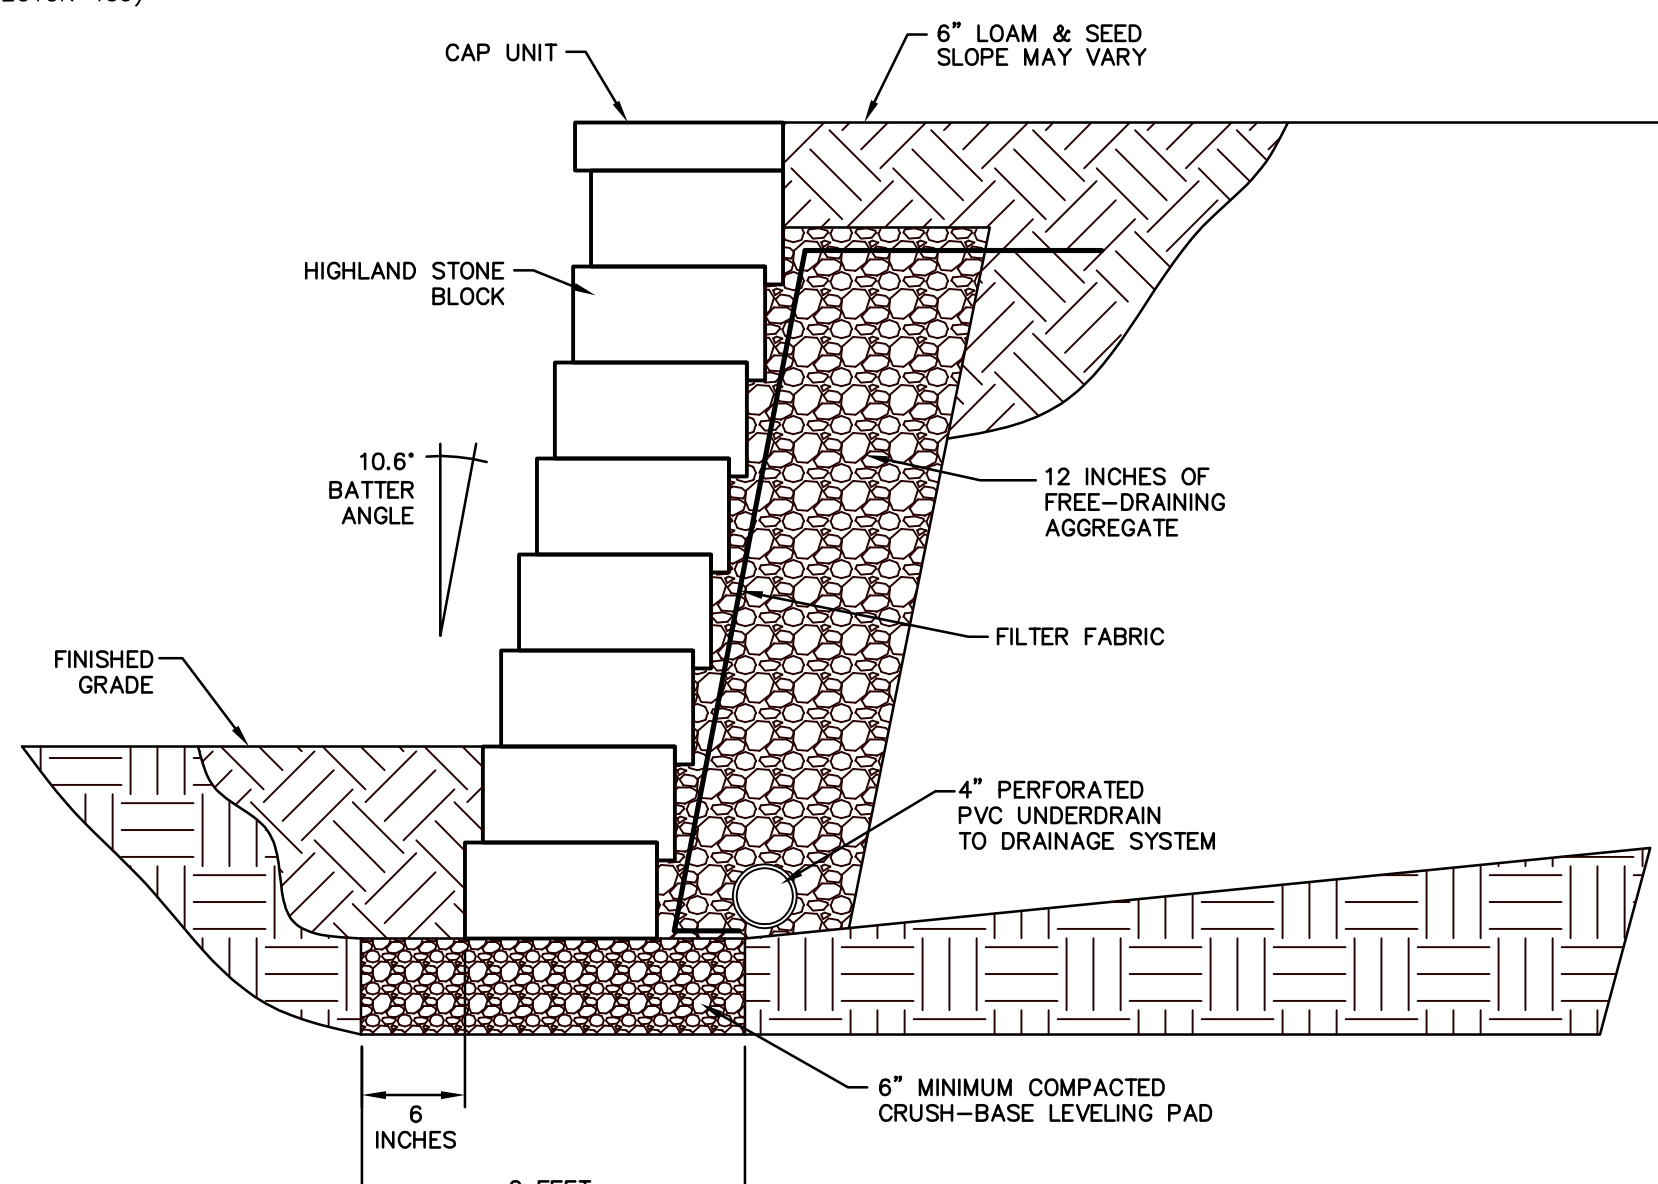 CAP UNIT
6” LOAM & SEED
SLOPE MAY VARY
HIGHLAND STONE
BLOCK
10.6°
BATTER
ANGLE
12 INCHES OF
FREE-DRAINING
AGGREGATE
FILTER FABRIC
FINISHED
GRADE
4” PERFORATED
PVC UNDERDRAIN
TO DRAINAGE SYSTEM
6” MINIMUM COMPACTED
CRUSH-BASE LEVELING PAD
6
INCHES
FEET